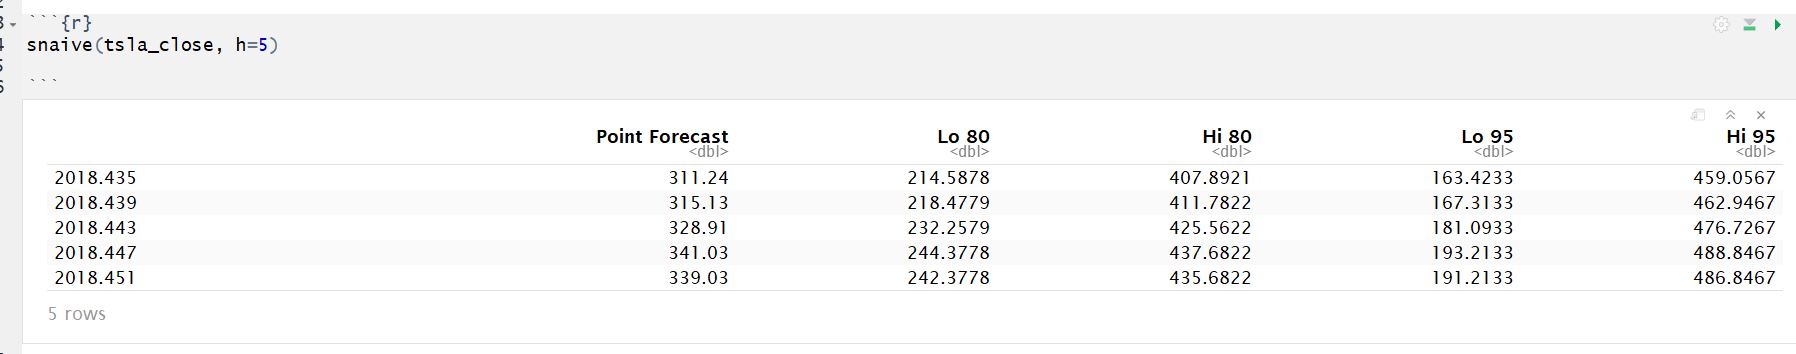 ```{r}
snaive(tsla_close, h=5)
```
Point Forecast Lo 80 Hi 80 Lo 95 Hi 95
<dbl> <dbl> <dbl> <dbl> <dbl>
2018.435 311.24 214.5878 407.8921 163.4233 459.0567
2018.439 315.13 218.4779 411.7822 167.3133 462.9467
2018.443 328.91 232.2579 425.5622 181.0933 476.7267
2018.447 341.03 244.3778 437.6822 193.2133 488.8467
2018.451 339.03 242.3778 435.6822 191.2133 486.8467
5 rows